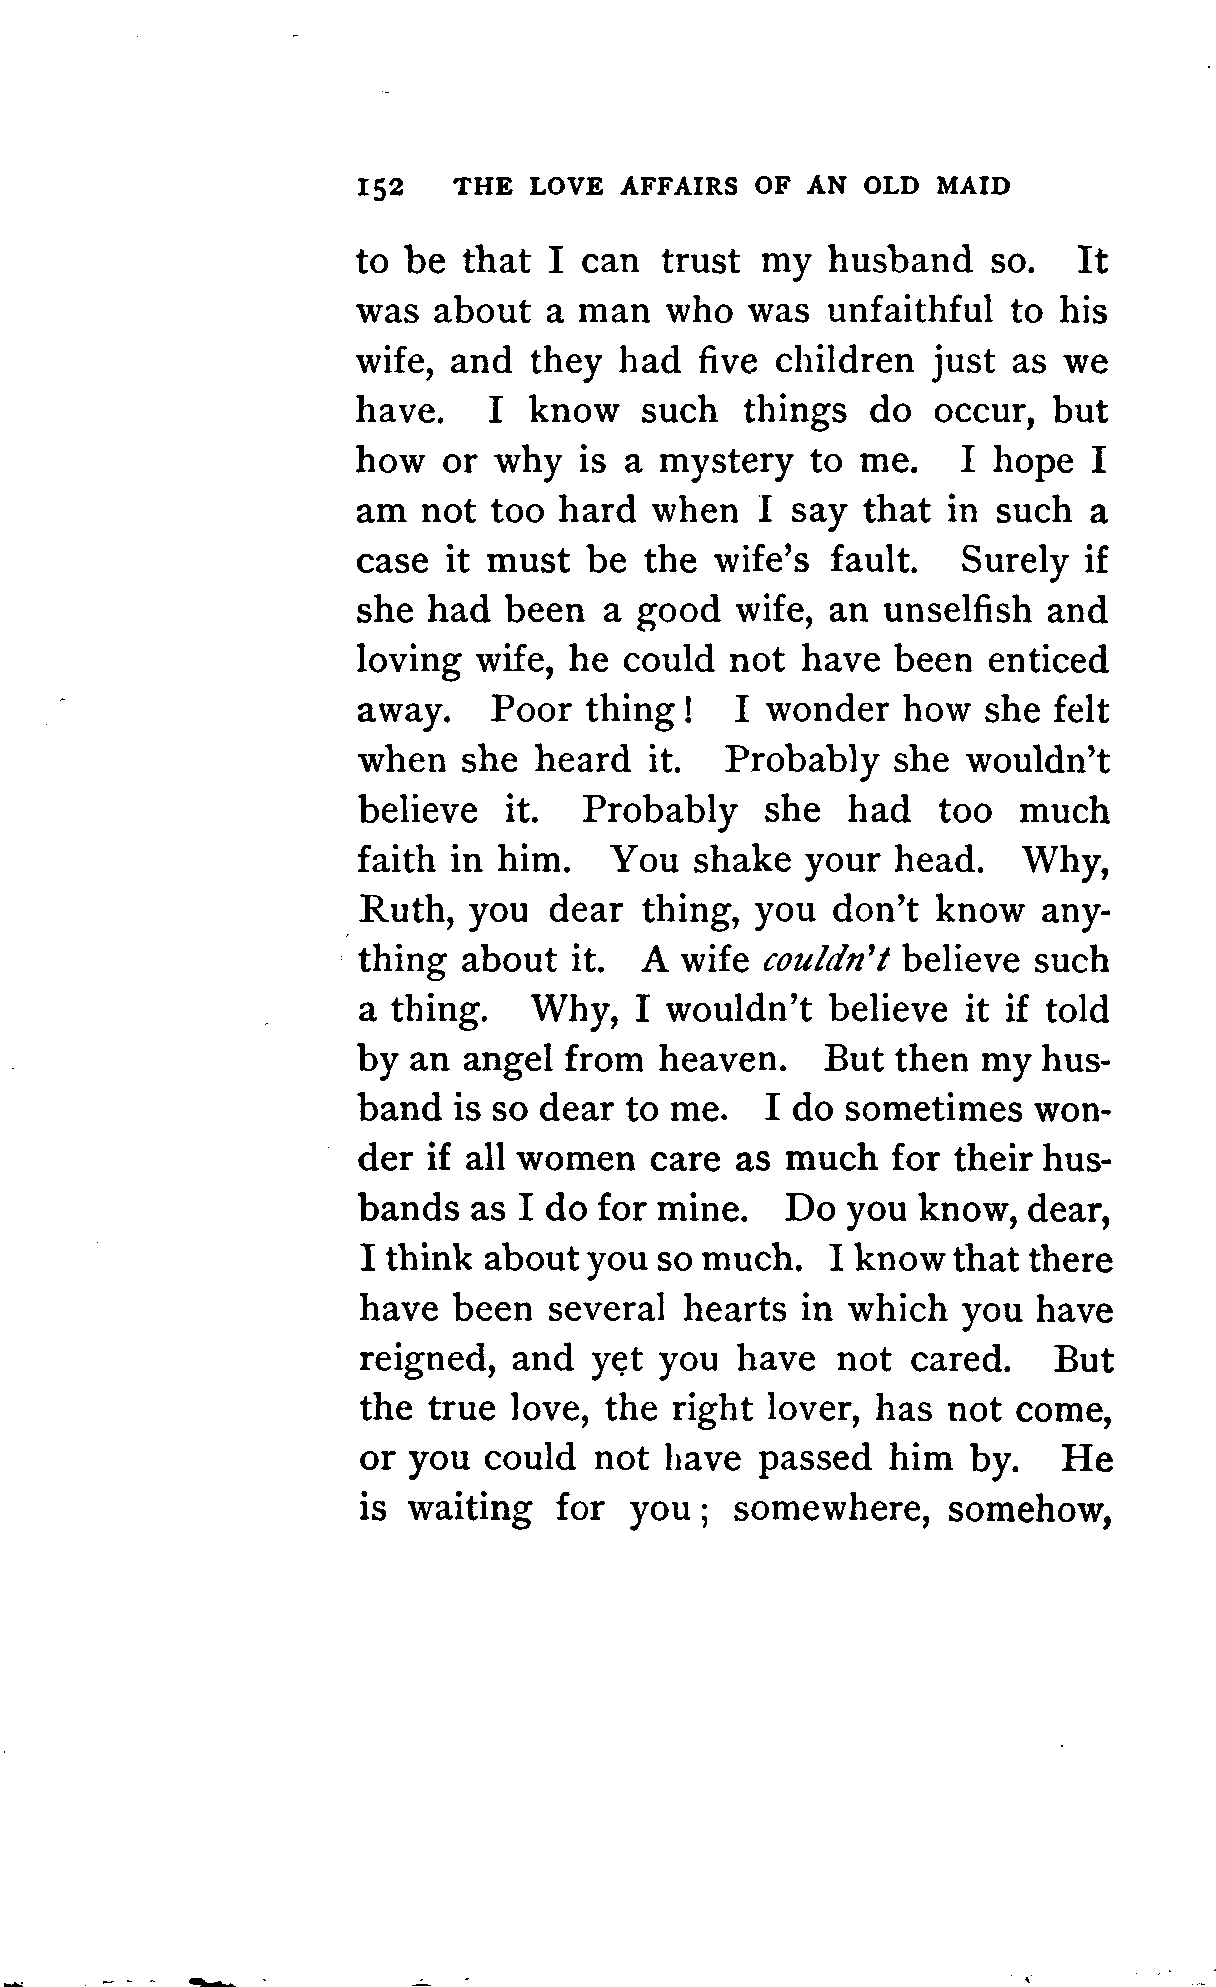 152 THE LOVE AFFAIRS OF AN OLD MAID
to be that I can trust my husband so. It
was about a man who was unfaithful to his
wife, and they had five children just as we
have. I know such things do occur, but
how or why is a mystery to me. I hope I
am not too hard when I say that in such a
case it must be the wife's fault. Surely if
she had been a good wife, an unselfish and
loving wife, he could not have been enticed
away. Poor thing! I wonder how she felt
when she heard it. Probably she wouldn't
believe it. Probably she had too much
faith in him. You shake your head. Why,
Ruth, you dear thing, you don't know any-
thing about it. A wife couldn't believe such
a thing. Why, I wouldn't believe it if told
by an angel from heaven. But then my hus-
band is so dear to me. I do sometimes won-
der if all women care as much for their hus-
bands as I do for mine. Do you know, dear,
I think about you so much. I know that there
have been several hearts in which you have
reigned, and yet you have not cared. But
the true love, the right lover, has not come,
or you could not have passed him by. He
is waiting for you; somewhere, somehow,